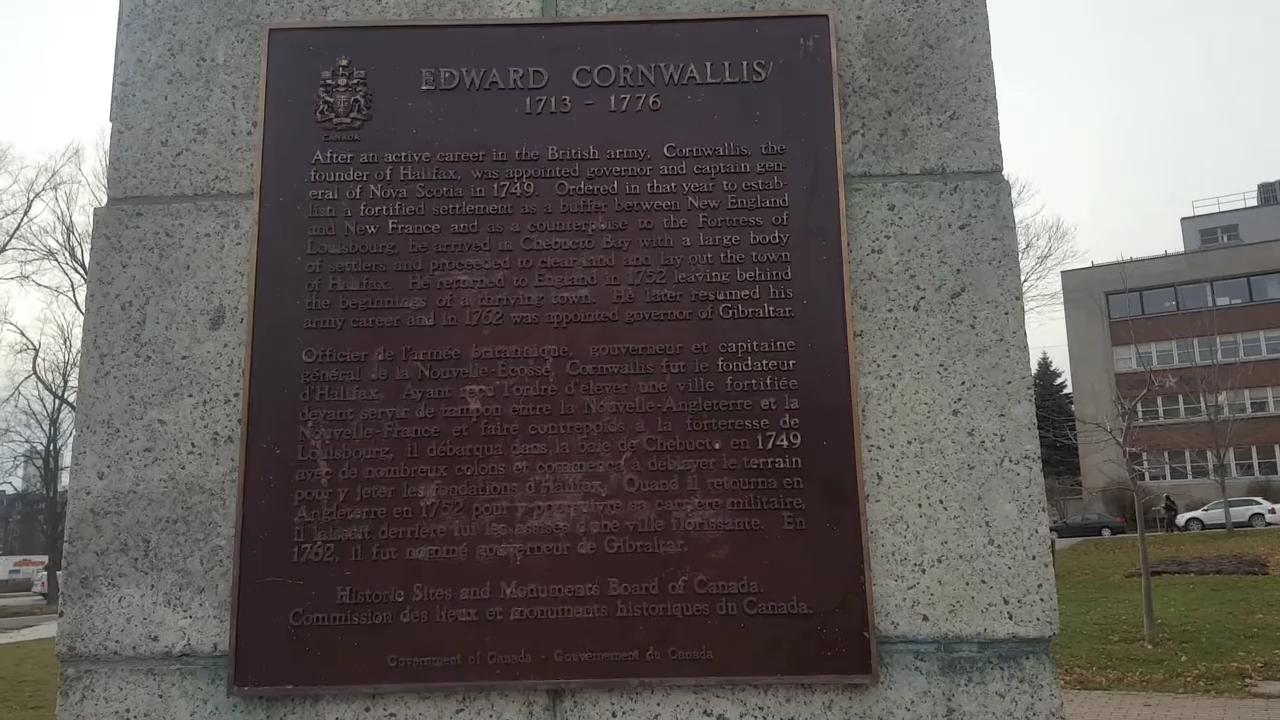 EDWARD CORNWALLIS
1713 - 1776
CANADA
After an active career in the British army, Cornwallis, the
founder of Halifax, was appointed governor and captain gen-
eral of Nova Scotia in 1749. Ordered in that year to estab-
lish a fortified settlement as a buffer between New England
and New France and as a counterpoise to the Fortress of
Louisbourg, he arrived in Chebucto Bay with a large body
of settlers and proceeded to clear land and lay out the town
of Halifax. He returned to England in 1752 leaving behind
the beginnings of a thriving town. He later resumed his
army career and in 1762 was appointed governor of Gibraltar.
Officier de l'armée britannique, gouverneur et capitaine
général de la Nouvelle-Écosse, Cornwallis fut le fondateur
d'Halifax. Ayant reçu l'ordre d'élever une ville fortifiée
devant servir de tampon entre la Nouvelle-Angleterre et la
Nouvelle-France et faire contrepoids à la forteresse de
Louisbourg, il débarqua dans la baie de Chebucto en 1749
avec de nombreux colons et commença à déblayer le terrain
pour y jeter les fondations d'Halifax. Quand il retourna en
Angleterre en 1752 pour y poursuivre sa carrière militaire,
il laissait derrière lui les assises d'une ville florissante. En
1762, il fut nommé gouverneur de Gibraltar.
Historic Sites and Monuments Board of Canada.
Commission des lieux et monuments historiques du Canada.
Government of Canada - Gouvernement du Canada